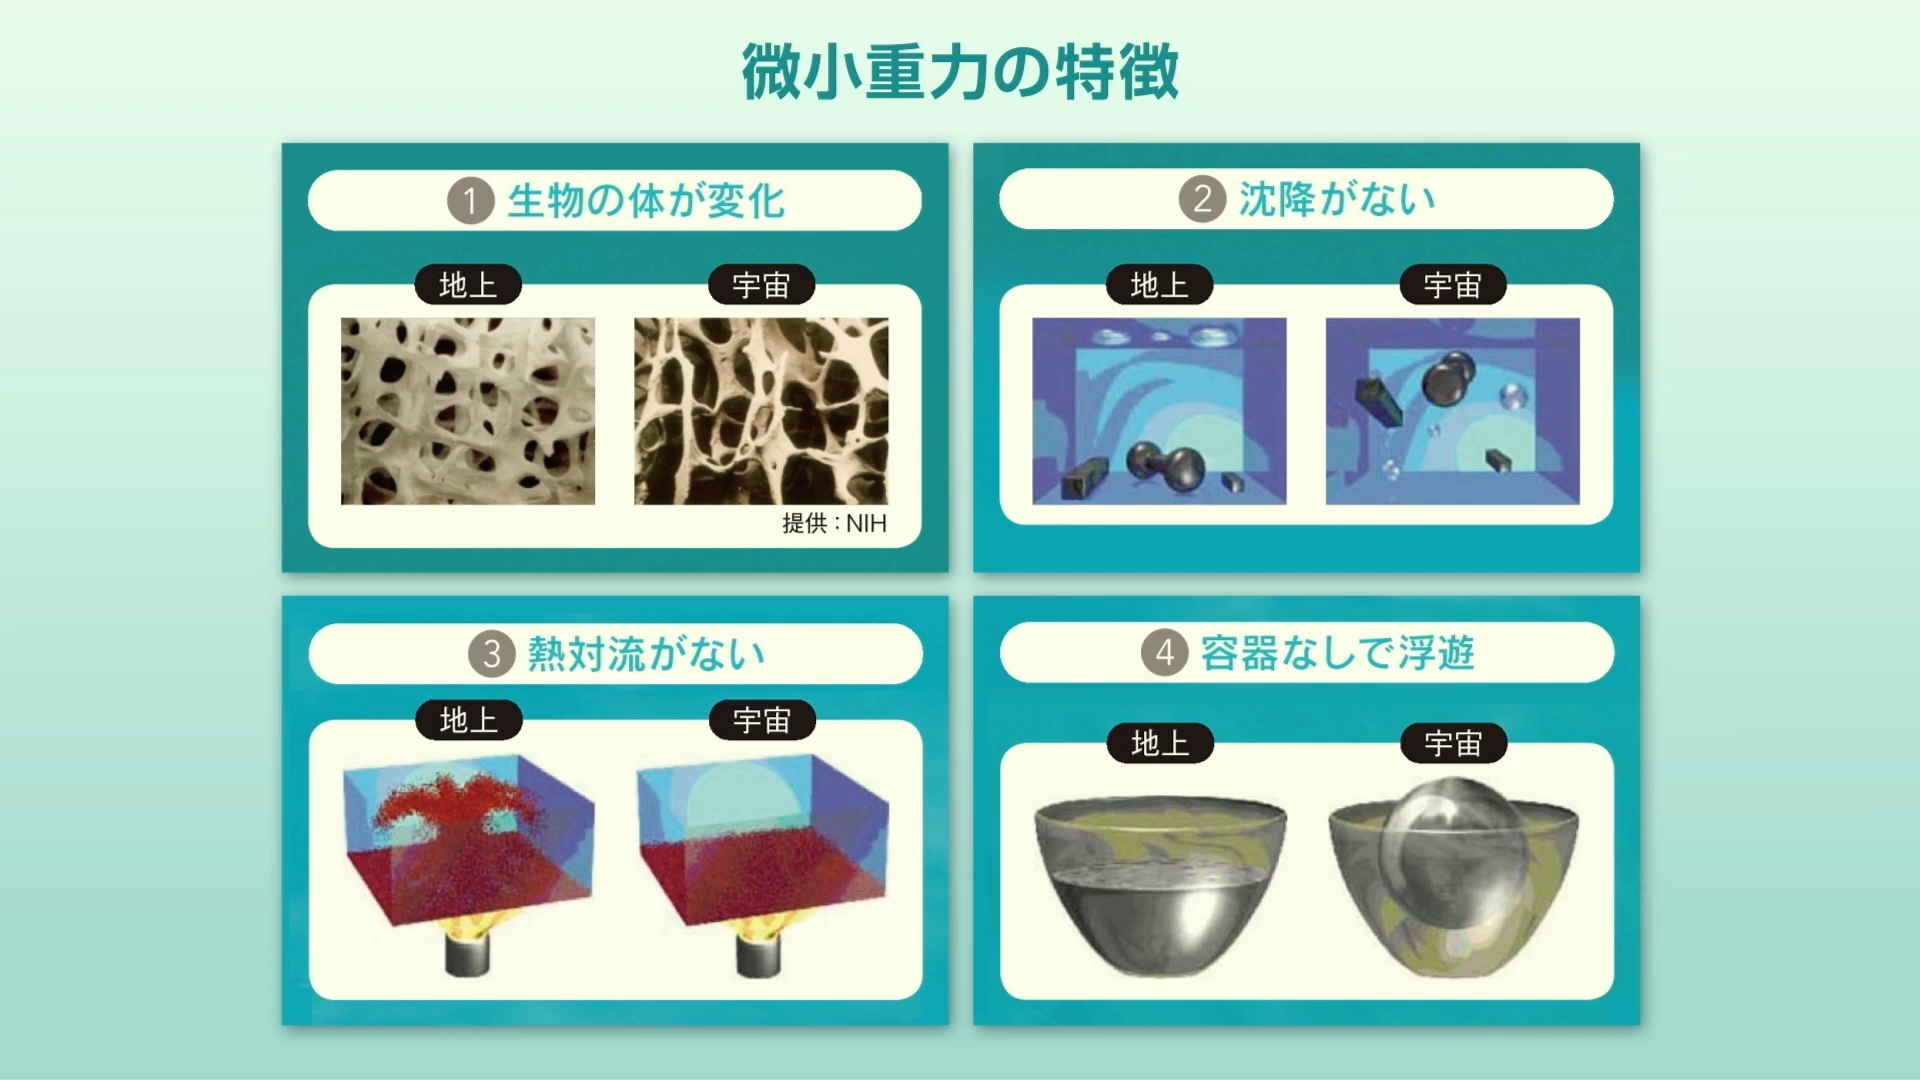 微小重力の特徴
1 生物の体が変化
地上
宇宙
提供：NIH
2 沈降がない
地上
宇宙
3 熱対流がない
地上
宇宙
4 容器なしで浮遊
地上
宇宙